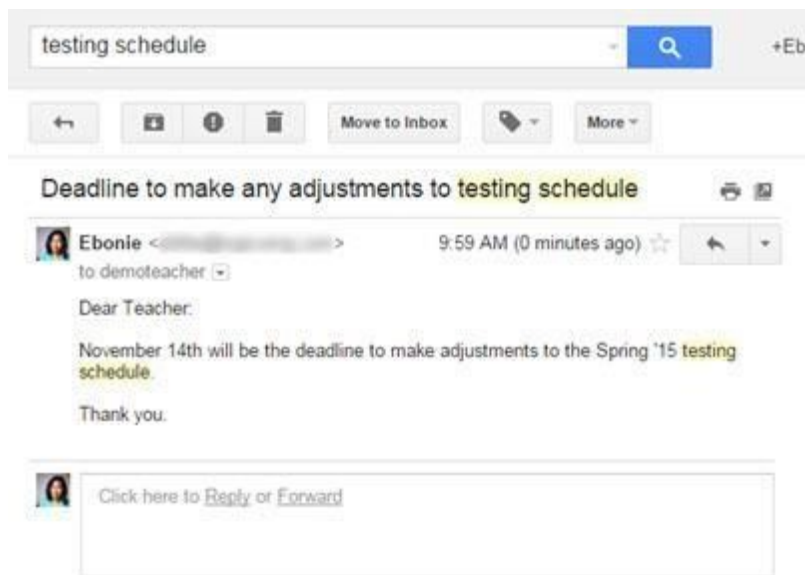 testing schedule
+Eb
Move to Inbox
More
Deadline to make any adjustments to testing schedule
Ebonie < >
9:59 AM (0 minutes ago)
to demoteacher
Dear Teacher:
November 14th will be the deadline to make adjustments to the Spring '15 testing
schedule.
Thank you.
Click here to Reply or Forward